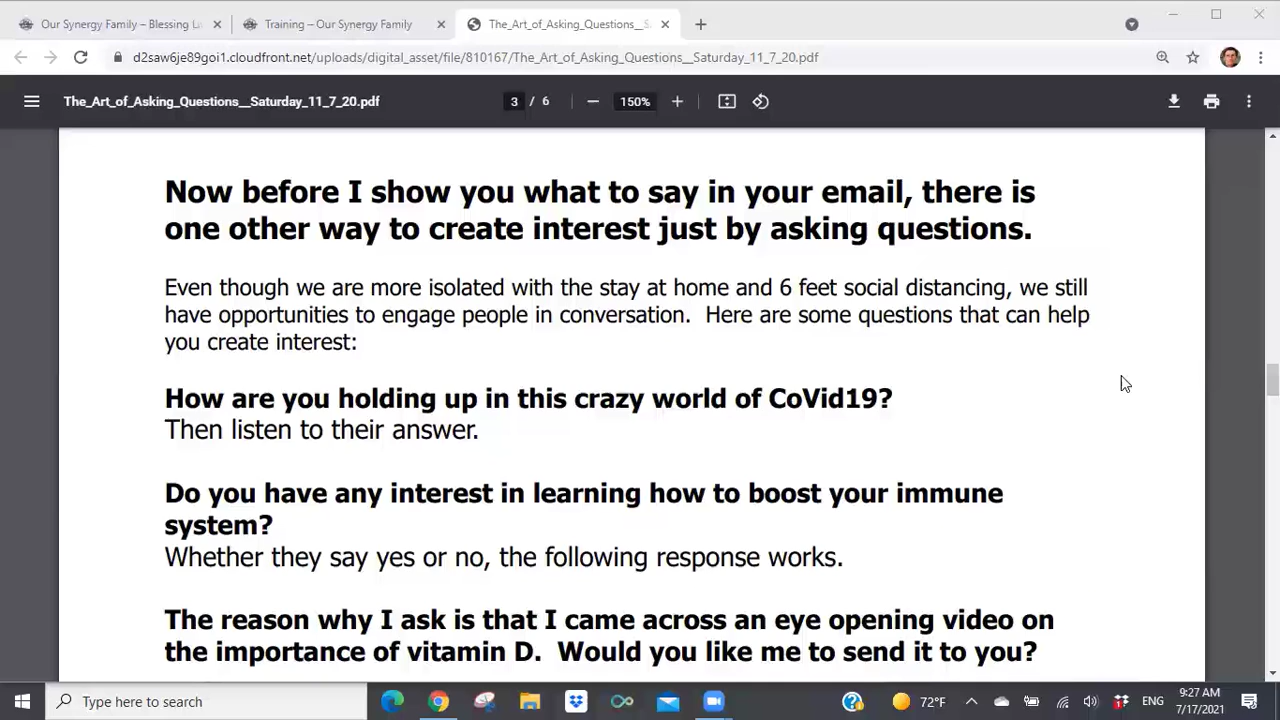 Our Synergy Family – Blessing L
Training – Our Synergy Family
The_Art_of_Asking_Questions__S
d2saw6je89goi1.cloudfront.net/uploads/digital_asset/file/810167/The_Art_of_Asking_Questions__Saturday_11_7_20.pdf
The_Art_of_Asking_Questions__Saturday_11_7_20.pdf
3 / 6
150%
Now before I show you what to say in your email, there is
one other way to create interest just by asking questions.
Even though we are more isolated with the stay at home and 6 feet social distancing, we still
have opportunities to engage people in conversation.  Here are some questions that can help
you create interest:
How are you holding up in this crazy world of CoVid19?
Then listen to their answer.
Do you have any interest in learning how to boost your immune
system?
Whether they say yes or no, the following response works.
The reason why I ask is that I came across an eye opening video on
the importance of vitamin D.  Would you like me to send it to you?
Type here to search
72°F
ENG
9:27 AM
7/17/2021